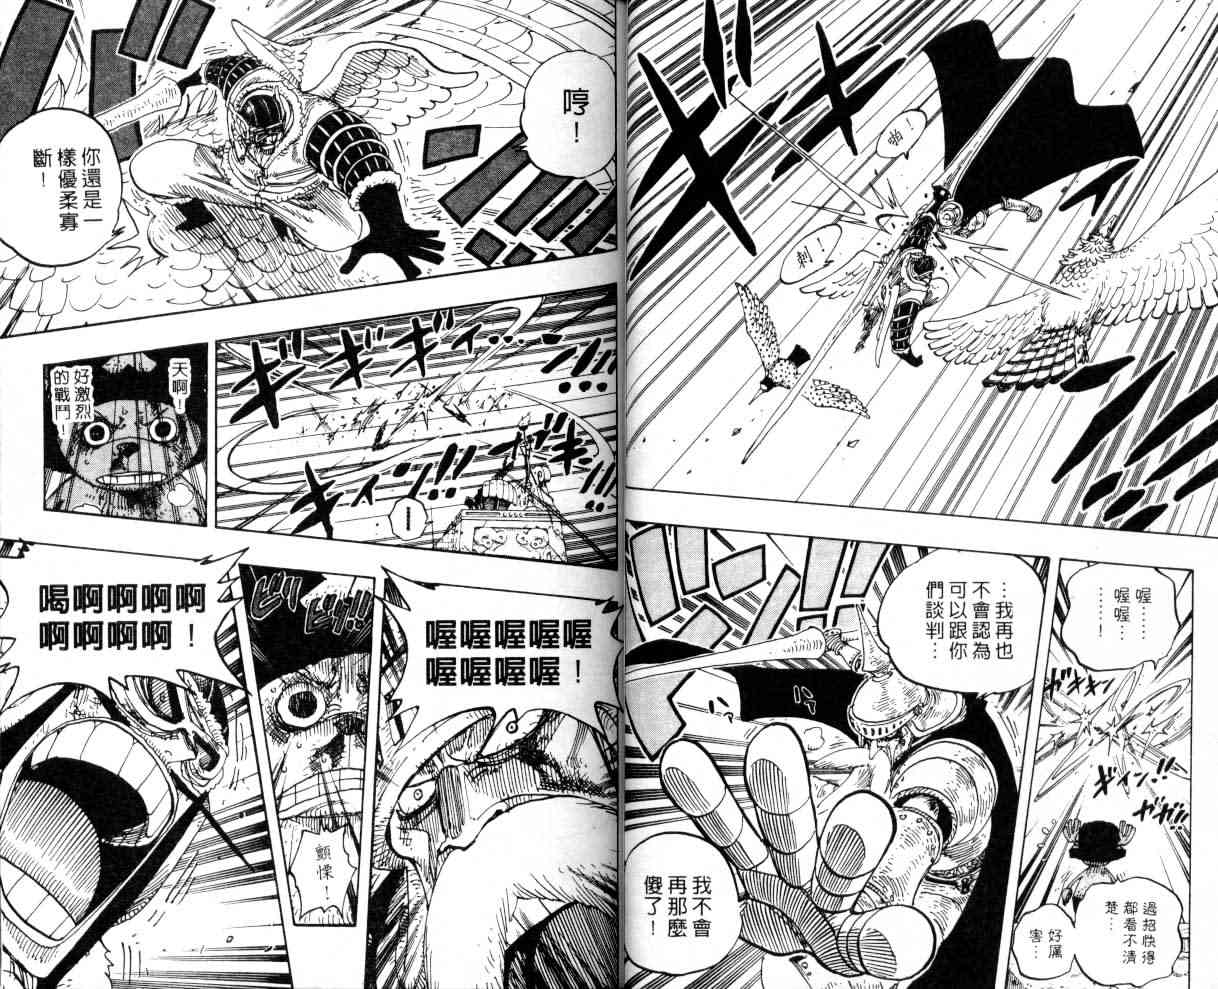 啪！
刺！
喔…
喔喔…
……！
過招快得
都看不清
楚…
好厲
害…
…我再也
不會認為
可以跟你
們談判…
我不會
再那麼
傻了！
哼！
你還是一
樣優柔寡
斷！
ギギギィ…!!!
ギィン!!
…！
天啊！
好激烈
的戰鬥！
喔喔喔喔喔
喔喔喔喔！
顫慄！
喝啊啊啊啊
啊啊啊啊！